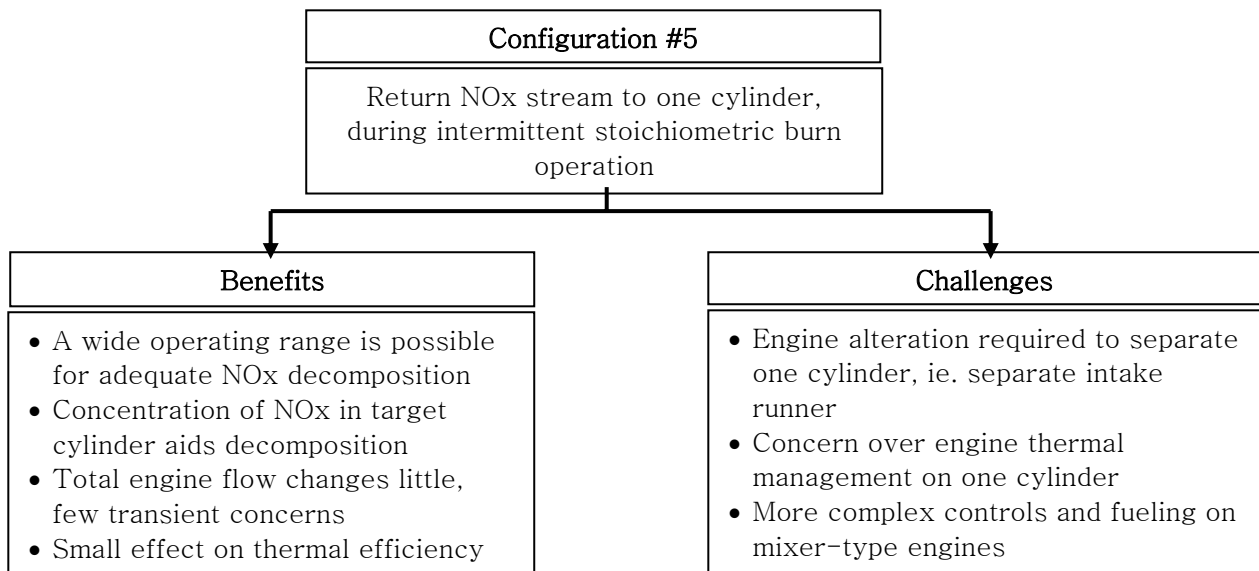 Configuration #5
Return NOx stream to one cylinder,
during intermittent stoichiometric burn
operation
Benefits
• A wide operating range is possible
for adequate NOx decomposition
• Concentration of NOx in target
cylinder aids decomposition
• Total engine flow changes little,
few transient concerns
• Small effect on thermal efficiency
Challenges
• Engine alteration required to separate
one cylinder, ie. separate intake
runner
• Concern over engine thermal
management on one cylinder
• More complex controls and fueling on
mixer-type engines